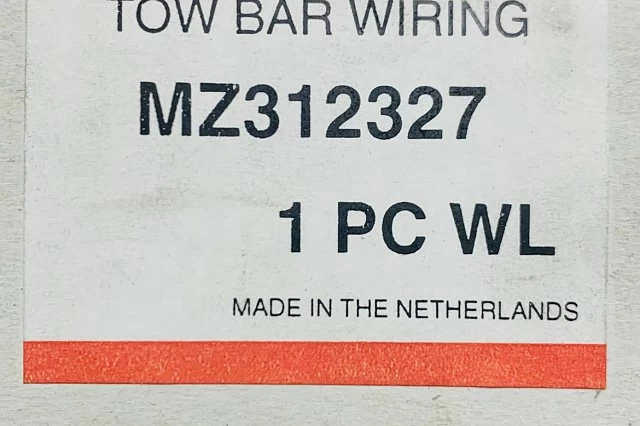 TOW BAR WIRING
MZ312327
1 PC WL
MADE IN THE NETHERLANDS